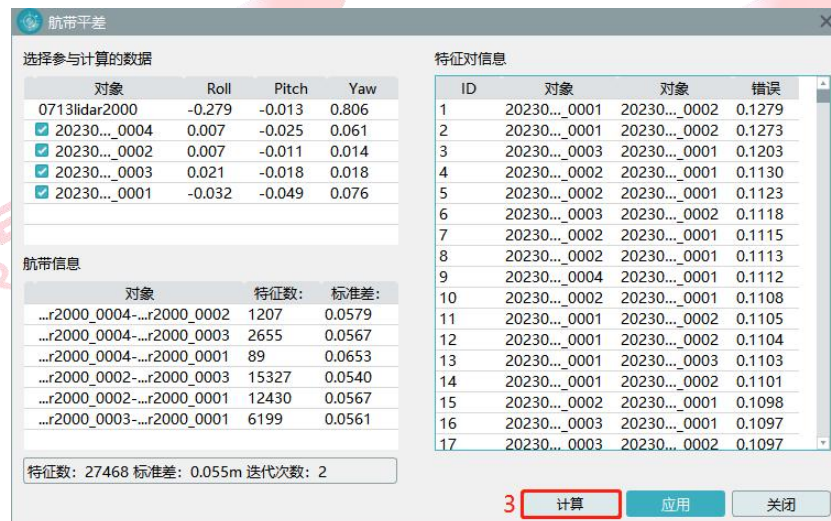 航带平差
选择参与计算的数据
对象 Roll Pitch Yaw
0713lidar2000 -0.279 -0.013 0.806
20230..._0004 0.007 -0.025 0.061
20230..._0002 0.007 -0.011 0.014
20230..._0003 0.021 -0.018 0.018
20230..._0001 -0.032 -0.049 0.076
航带信息
对象 特征数: 标准差:
...r2000_0004-...r2000_0002 1207 0.0579
...r2000_0004-...r2000_0003 2655 0.0567
...r2000_0004-...r2000_0001 89 0.0653
...r2000_0002-...r2000_0003 15327 0.0540
...r2000_0002-...r2000_0001 12430 0.0567
...r2000_0003-...r2000_0001 6199 0.0561
特征数: 27468 标准差: 0.055m 迭代次数: 2
特征对信息
ID 对象 对象 错误
1 20230..._0001 20230..._0002 0.1279
2 20230..._0001 20230..._0002 0.1273
3 20230..._0003 20230..._0001 0.1203
4 20230..._0002 20230..._0001 0.1130
5 20230..._0002 20230..._0001 0.1123
6 20230..._0003 20230..._0002 0.1118
7 20230..._0002 20230..._0001 0.1115
8 20230..._0002 20230..._0001 0.1113
9 20230..._0004 20230..._0001 0.1112
10 20230..._0002 20230..._0001 0.1108
11 20230..._0001 20230..._0002 0.1105
12 20230..._0001 20230..._0002 0.1104
13 20230..._0001 20230..._0003 0.1103
14 20230..._0001 20230..._0002 0.1101
15 20230..._0002 20230..._0001 0.1098
16 20230..._0003 20230..._0001 0.1097
17 20230..._0003 20230..._0002 0.1097
3 计算 应用 关闭